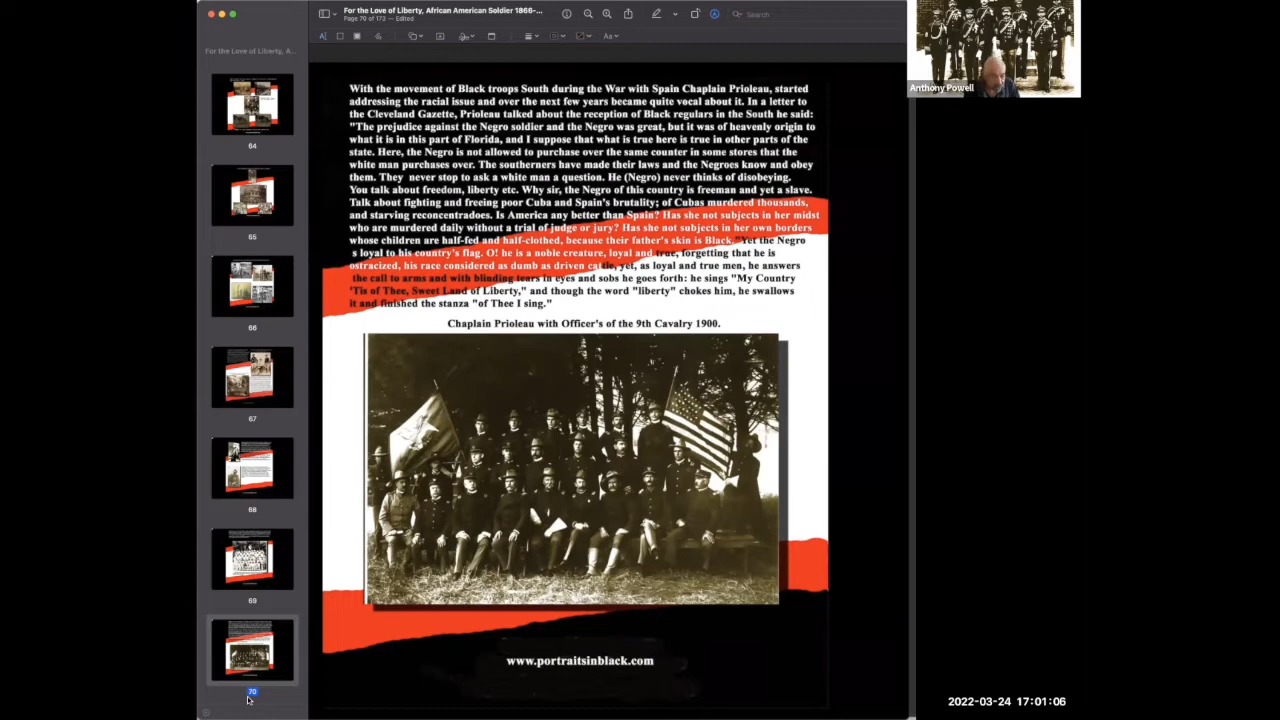 For the Love of Liberty, African American Soldier 1866-...
Page 70 of 173 — Edited
Search
For the Love of Liberty, A...
64
65
66
67
68
69
70
With the movement of Black troops South during the War with Spain Chaplain Prioleau, started
addressing the racial issue and over the next few years became quite vocal about it. In a letter to
the Cleveland Gazette, Prioleau talked about the reception of Black regulars in the South he said:
"The prejudice against the Negro soldier and the Negro was great, but it was of heavenly origin to
what it is in this part of Florida, and I suppose that what is true here is true in other parts of the
state. Here, the Negro is not allowed to purchase over the same counter in some stores that the
white man purchases over. The southerners have made their laws and the Negroes know and obey
them. They never stop to ask a white man a question. He (Negro) never thinks of disobeying.
You talk about freedom, liberty etc. Why sir, the Negro of this country is freeman and yet a slave.
Talk about fighting and freeing poor Cuba and Spain's brutality; of Cubas murdered thousands,
and starving reconcentradoes. Is America any better than Spain? Has she not subjects in her midst
who are murdered daily without a trial of judge or jury? Has she not subjects in her own borders
whose children are half-fed and half-clothed, because their father's skin is Black."Yet the Negro
s loyal to his country's flag. O! he is a noble creature, loyal and true, forgetting that he is
ostracized, his race considered as dumb as driven cattle, yet, as loyal and true men, he answers
the call to arms and with blinding tears in eyes and sobs he goes forth: he sings "My Country
'Tis of Thee, Sweet Land of Liberty," and though the word "liberty" chokes him, he swallows
it and finished the stanza "of Thee I sing."
Chaplain Prioleau with Officer's of the 9th Cavalry 1900.
www.portraitsinblack.com
Anthony Powell
2022-03-24 17:01:06